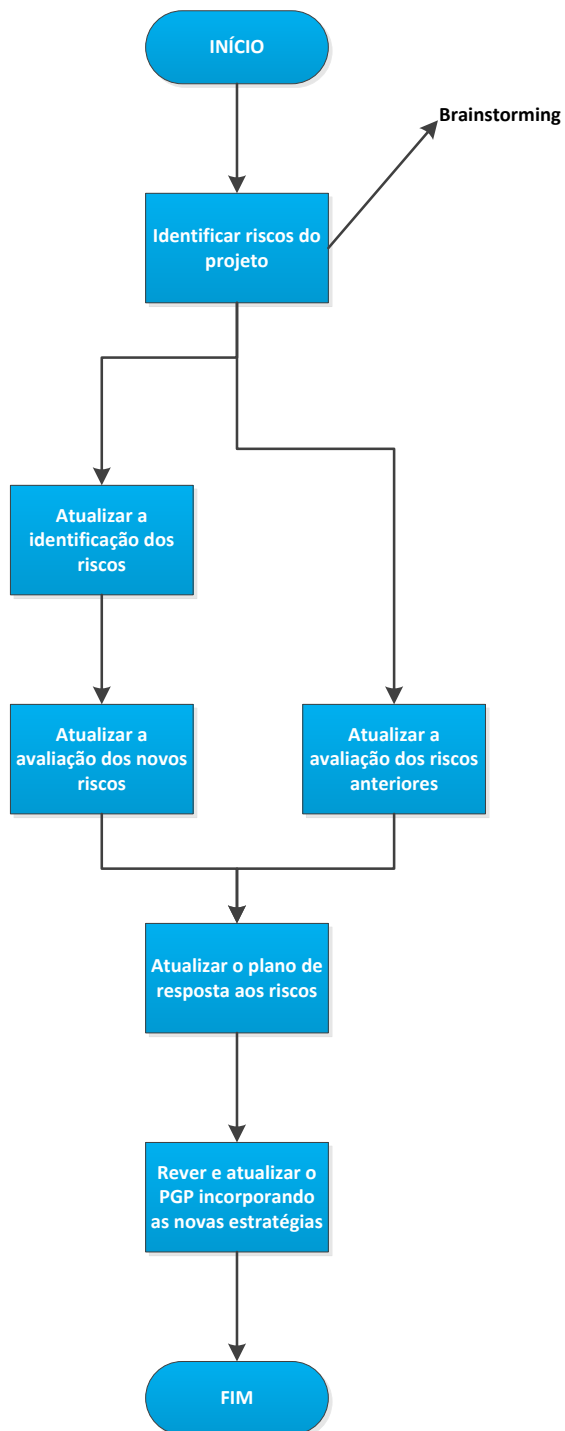 INÍCIO
Brainstorming
Identificar riscos do
projeto
Atualizar a
identificação dos
riscos
Atualizar a
avaliação dos novos
riscos
Atualizar a
avaliação dos riscos
anteriores
Atualizar o plano de
resposta aos riscos
Rever e atualizar o
PGP incorporando
as novas estratégias
FIM